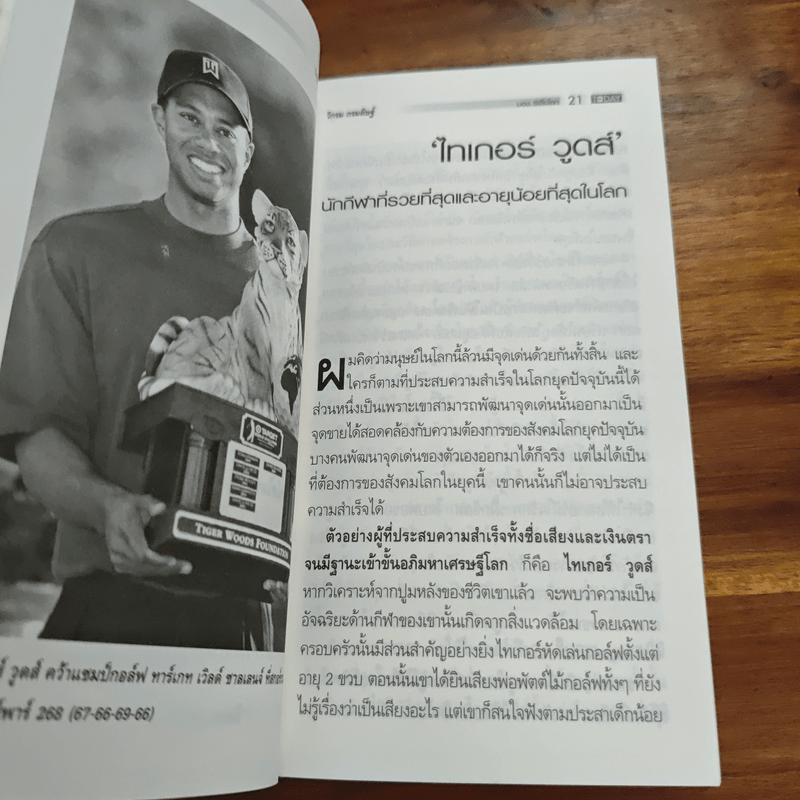 TARGET
TIGER WOODS FOUNDATION
วูดส์ คว้าแชมป์กอล์ฟ ทาร์เกท เวิลด์ ชาลเลนจ์
พาร์ 268 (67-66-69-66)
วิกรม กรมดิษฐ์
มอง ซีอีโอโลก 21 TODAY
'ไทเกอร์ วูดส์'
นักกีฬาที่รวยที่สุดและอายุน้อยที่สุดในโลก
ผมคิดว่ามนุษย์ในโลกนี้ล้วนมีจุดเด่นด้วยกันทั้งสิ้น และ
ใครก็ตามที่ประสบความสำเร็จในโลกยุคปัจจุบันนี้ได้
ส่วนหนึ่งเป็นเพราะเขาสามารถพัฒนาจุดเด่นนั้นออกมาเป็น
จุดขายได้สอดคล้องกับความต้องการของสังคมโลกยุคปัจจุบัน
บางคนพัฒนาจุดเด่นของตัวเองออกมาได้ก็จริง แต่ไม่ได้เป็น
ที่ต้องการของสังคมโลกในยุคนี้ เขาคนนั้นก็ไม่อาจประสบ
ความสำเร็จได้
ตัวอย่างผู้ที่ประสบความสำเร็จทั้งชื่อเสียงและเงินตรา
จนมีฐานะเข้าขั้นอภิมหาเศรษฐีโลก ก็คือ ไทเกอร์ วูดส์
หากวิเคราะห์จากปูมหลังของชีวิตเขาแล้ว จะพบว่าความเป็น
อัจฉริยะด้านกีฬาของเขานั้นเกิดจากสิ่งแวดล้อม โดยเฉพาะ
ครอบครัวนั้นมีส่วนสำคัญอย่างยิ่ง ไทเกอร์หัดเล่นกอล์ฟตั้งแต่
อายุ 2 ขวบ ตอนนั้นเขาได้ยินเสียงพ่อพัตต์ไม้กอล์ฟทั้งๆ ที่ยัง
ไม่รู้เรื่องว่าเป็นเสียงอะไร แต่เขาก็สนใจฟังตามประสาเด็กน้อย